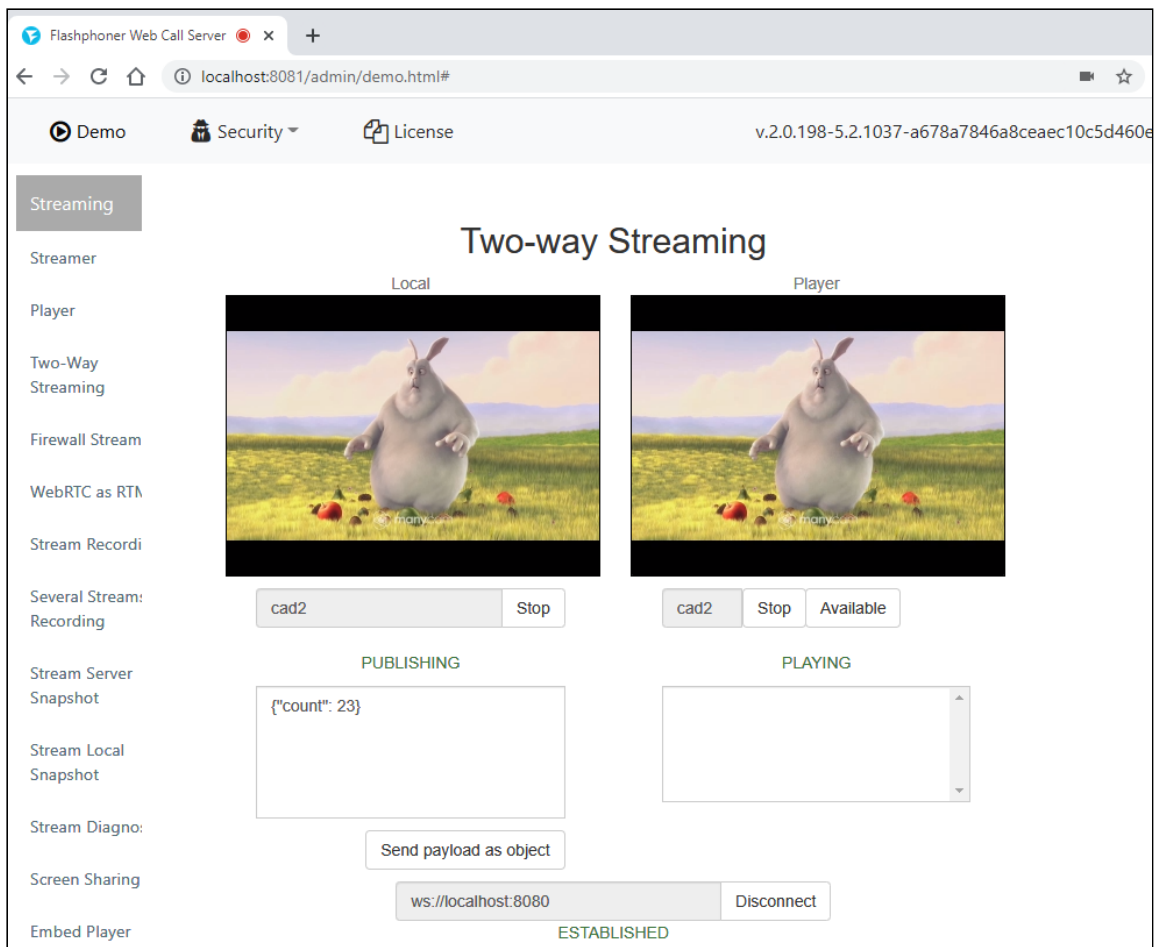 Flashphoner Web Call Server
localhost:8081/admin/demo.html#
Demo Security License v.2.0.198-5.2.1037-a678a7846a8ceaec10c5d460e
Streaming
Streamer
Player
Two-Way
Streaming
Firewall Stream
WebRTC as RTM
Stream Recordi
Several Streams
Recording
Stream Server
Snapshot
Stream Local
Snapshot
Stream Diagnos
Screen Sharing
Embed Player
Two-way Streaming
Local Player
cad2 Stop cad2 Stop Available
PUBLISHING PLAYING
{"count": 23}
Send payload as object
ws://localhost:8080 Disconnect
ESTABLISHED